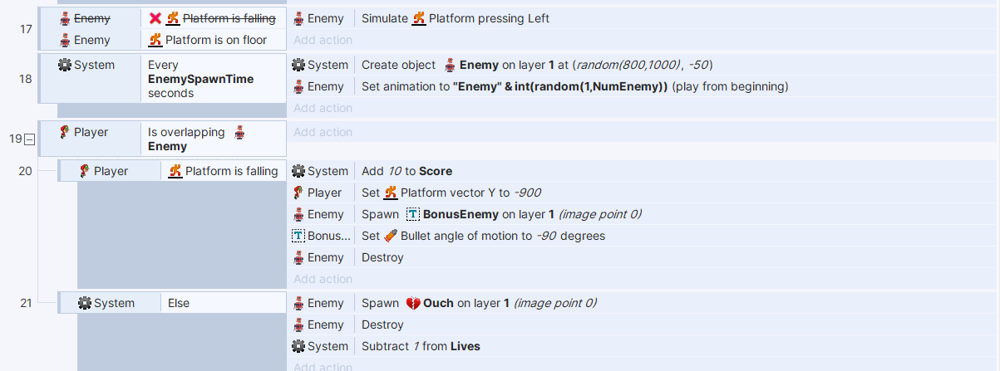 17
Enemy Platform is falling Enemy Simulate Platform pressing Left
Enemy Platform is on floor Add action
18
System Every System Create object Enemy on layer 1 at (random(800,1000), -50)
EnemySpawnTime Enemy Set animation to "Enemy" & int(random(1,NumEnemy)) (play from beginning)
seconds
Add action
19
Player Is overlapping Add action
Enemy
20 Player Platform is falling System Add 10 to Score
Player Set Platform vector Y to -900
Enemy Spawn BonusEnemy on layer 1 (image point 0)
Bonus... Set Bullet angle of motion to -90 degrees
Enemy Destroy
Add action
21 System Else Enemy Spawn Ouch on layer 1 (image point 0)
Enemy Destroy
System Subtract 1 from Lives
Add action